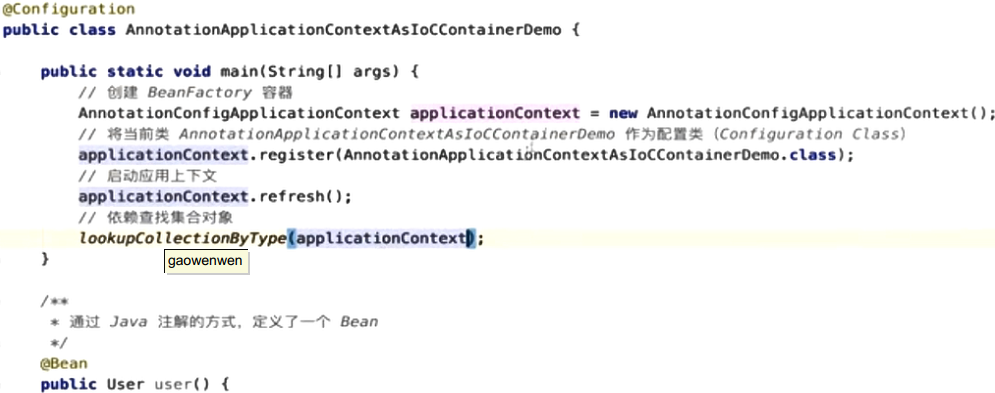 @Configuration
public class AnnotationApplicationContextAsIoCContainerDemo {
public static void main(String[] args) {
// 创建 BeanFactory 容器
AnnotationConfigApplicationContext applicationContext = new AnnotationConfigApplicationContext();
// 将当前类 AnnotationApplicationContextAsIoCContainerDemo 作为配置类（Configuration Class）
applicationContext.register(AnnotationApplicationContextAsIoCContainerDemo.class);
// 启动应用上下文
applicationContext.refresh();
// 依赖查找集合对象
lookupCollectionByType(applicationContext);
gaowenwen
}
/**
* 通过 Java 注解的方式，定义了一个 Bean
*/
@Bean
public User user() {